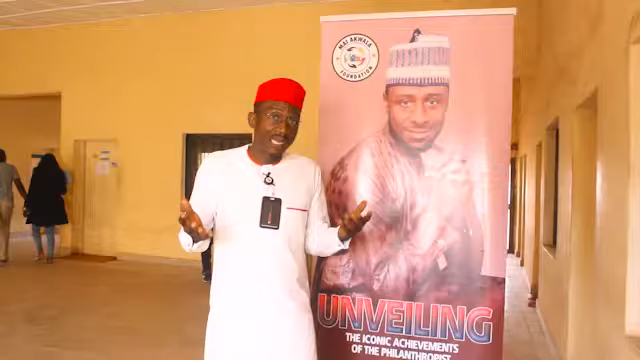 MAI AKWALA
FOUNDATION
UNVEILING
THE ICONIC ACHIEVEMENTS
OF THE PHILANTHROPIST